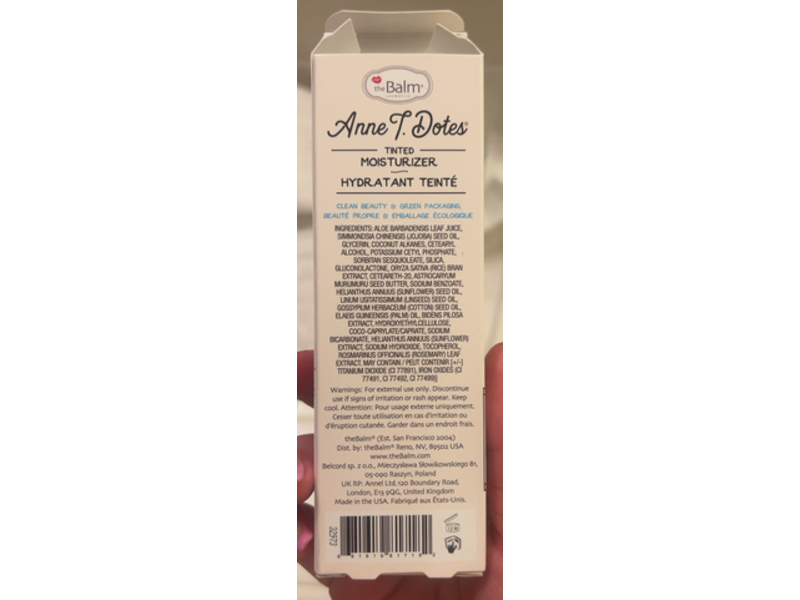 theBalm®
Anne T. Dotes®
TINTED
MOISTURIZER
HYDRATANT TEINTÉ
CLEAN BEAUTY & GREEN PACKAGING.
BEAUTÉ PROPRE & EMBALLAGE ÉCOLOGIQUE
INGREDIENTS: ALOE BARBADENSIS LEAF JUICE,
SIMMONDSIA CHINENSIS (JOJOBA) SEED OIL,
GLYCERIN, COCONUT ALKANES, CETEARYL
ALCOHOL, POTASSIUM CETYL PHOSPHATE,
SORBITAN SESQUIOLEATE, SILICA,
GLUCONOLACTONE, ORYZA SATIVA (RICE) BRAN
EXTRACT, CETEARETH-20, ASTROCARYUM
MURUMURU SEED BUTTER, SODIUM BENZOATE,
HELIANTHUS ANNUUS (SUNFLOWER) SEED OIL,
LINUM USITATISSIMUM (LINSEED) SEED OIL,
GOSSYPIUM HERBACEUM (COTTON) SEED OIL,
ELAEIS GUINEENSIS (PALM) OIL, BIDENS PILOSA
EXTRACT, HYDROXYETHYLCELLULOSE,
COCO-CAPRYLATE/CAPRATE, SODIUM
BICARBONATE, HELIANTHUS ANNUUS (SUNFLOWER)
EXTRACT, SODIUM HYDROXIDE, TOCOPHEROL,
ROSMARINUS OFFICINALIS (ROSEMARY) LEAF
EXTRACT. MAY CONTAIN / PEUT CONTENIR [+/-]
TITANIUM DIOXIDE (CI 77891), IRON OXIDES (CI
77491, CI 77492, CI 77499)]
Warnings: For external use only. Discontinue
use if signs of irritation or rash appear. Keep
cool. Attention: Pour usage externe uniquement.
Cesser toute utilisation en cas d'irritation ou
d'éruption cutanée. Garder dans un endroit frais.
theBalm® (Est. San Francisco 2004)
Dist. by: theBalm® Reno, NV, 89502 USA
www.theBalm.com
Belcord sp. z o.o., Mieczysława Słowikowskiego 81,
05-090 Raszyn, Poland
UK RP: Annel Ltd, 120 Boundary Road,
London, E13 9QG, United Kingdom
Made in the USA. Fabriqué aux États-Unis.
32973